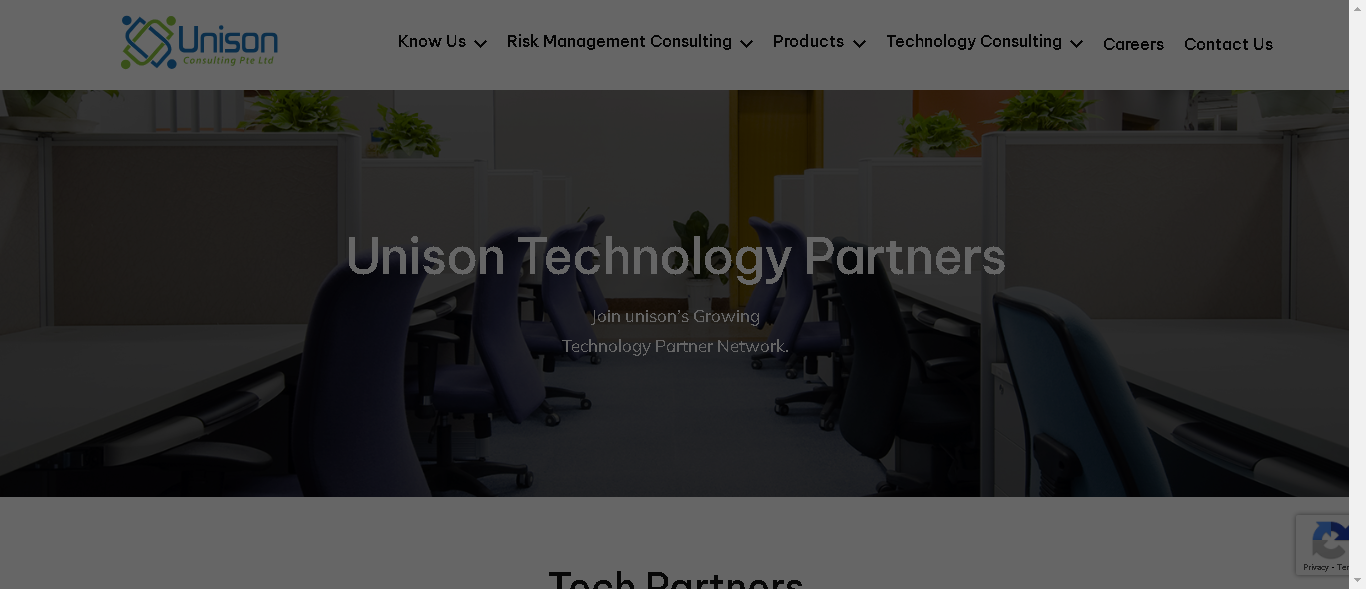 Unison
Consulting Pte Ltd
Know Us
Risk Management Consulting
Products
Technology Consulting
Careers
Contact Us
Unison Technology Partners
Join unison's Growing
Technology Partner Network.
Tech Partners
Privacy -